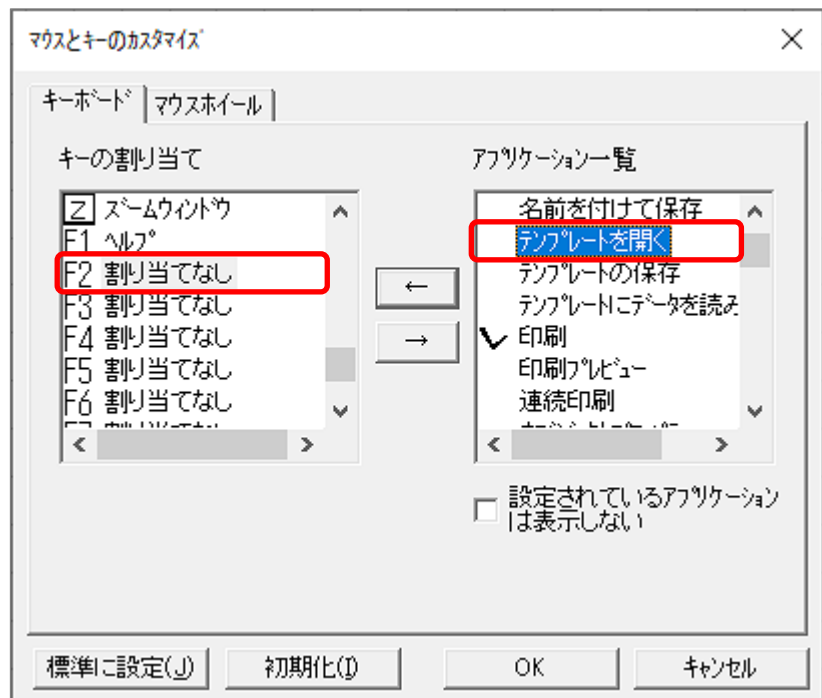 ﾏｳｽとｷｰのｶｽﾀﾏｲｽﾞ
ｷｰﾎﾞｰﾄﾞ
ﾏｳｽﾎｲｰﾙ
ｷｰの割り当て
Z ｽﾞｰﾑｳｨﾝﾄﾞｳ
F1 ﾍﾙﾌﾟ
F2 割り当てなし
F3 割り当てなし
F4 割り当てなし
F5 割り当てなし
F6 割り当てなし
←
→
ｱﾌﾟﾘｹｰｼｮﾝ一覧
名前を付けて保存
ﾃﾝﾌﾟﾚｰﾄを開く
ﾃﾝﾌﾟﾚｰﾄの保存
ﾃﾝﾌﾟﾚｰﾄにﾃﾞｰﾀを読み
印刷
印刷ﾌﾟﾚﾋﾞｭｰ
連続印刷
設定されているｱﾌﾟﾘｹｰｼｮﾝ
は表示しない
標準に設定(J)
初期化(I)
OK
ｷｬﾝｾﾙ